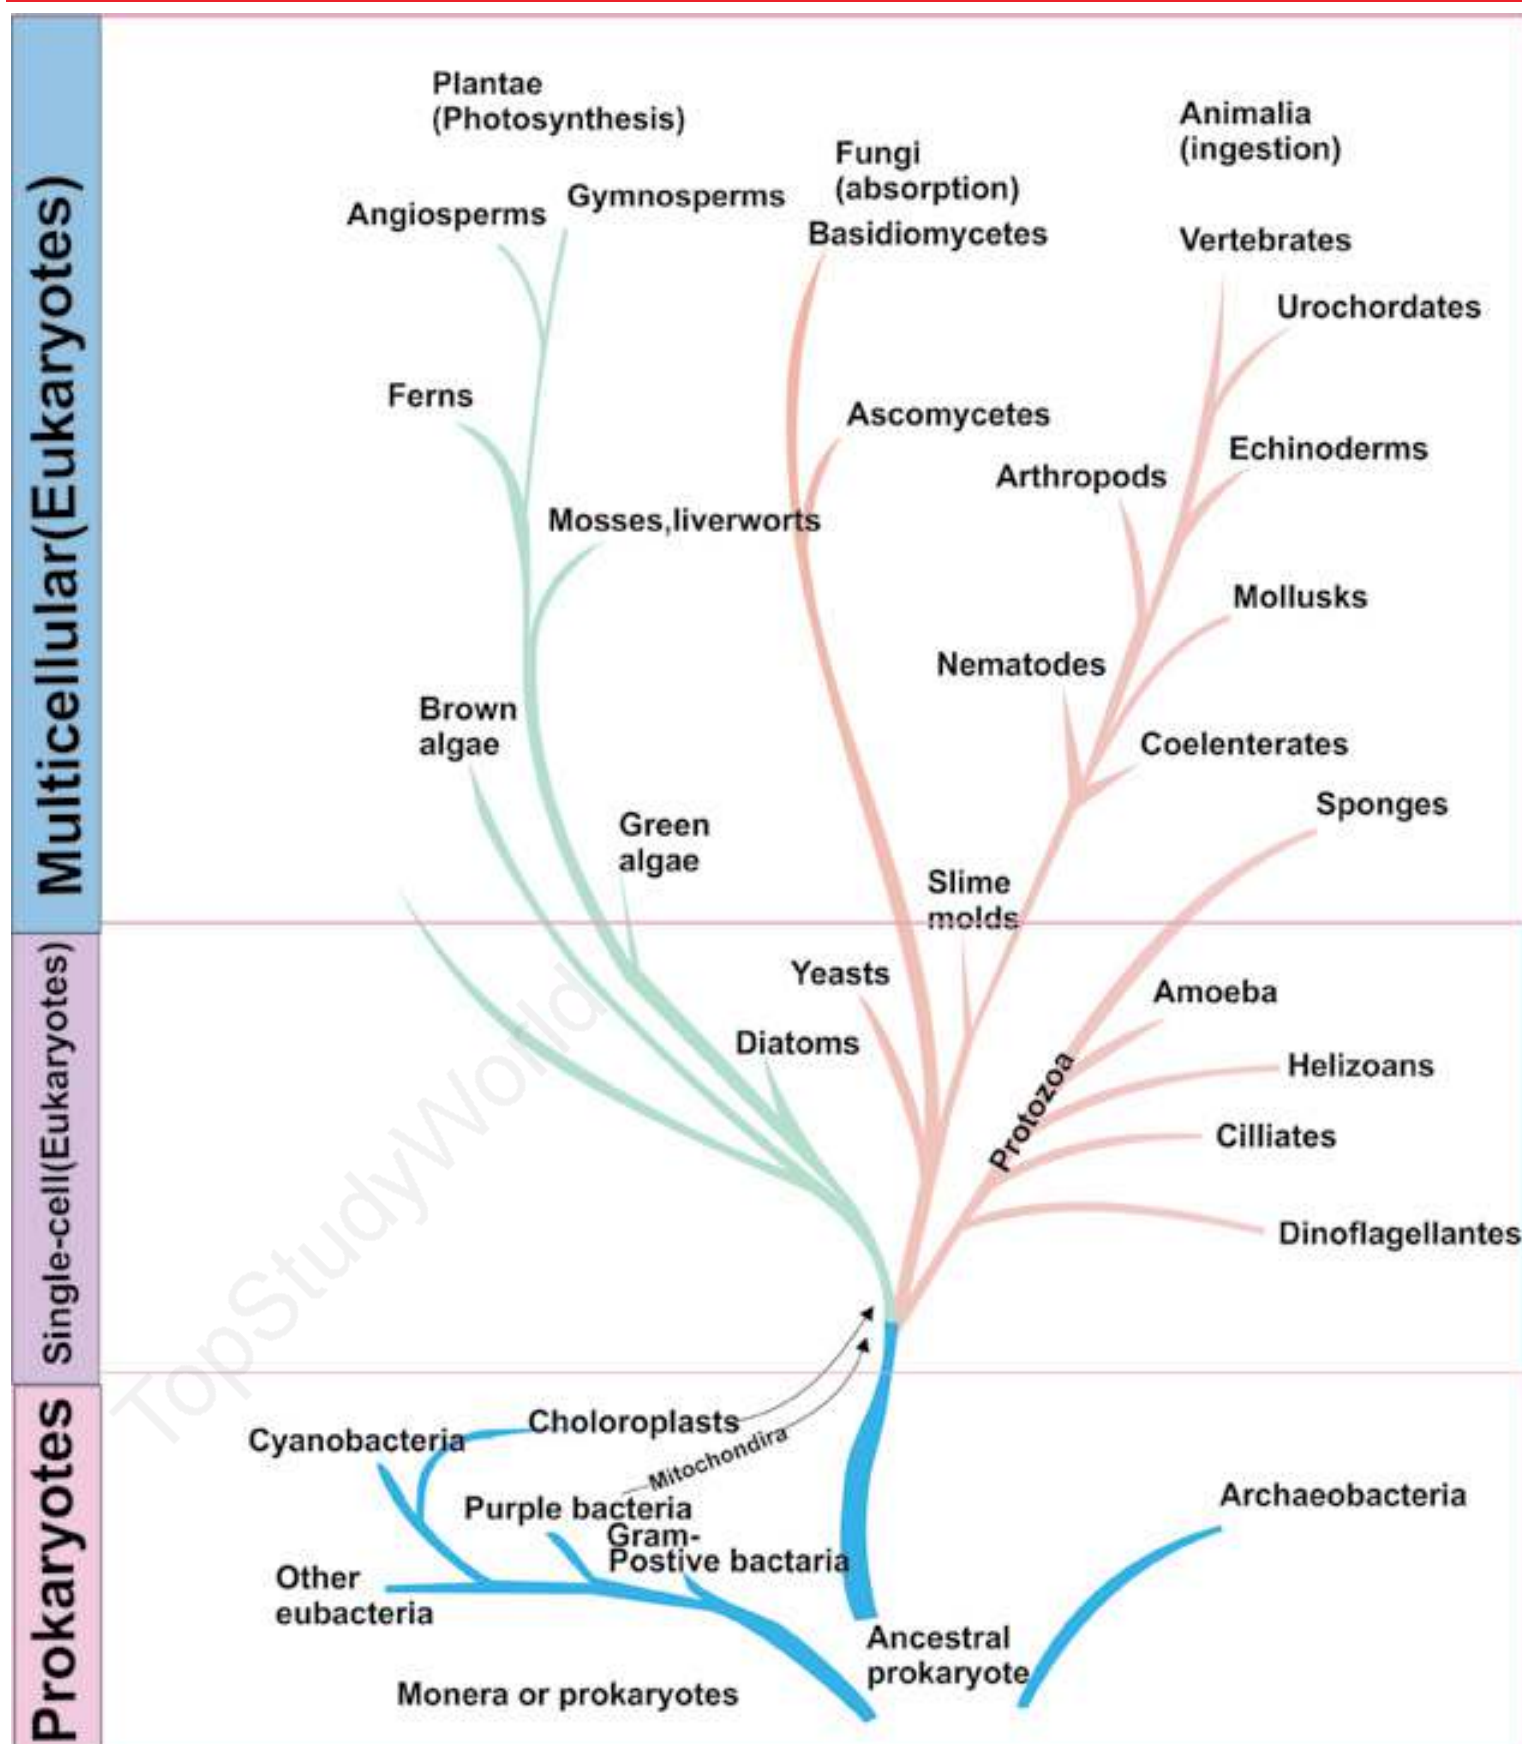 Plantae
(Photosynthesis)
Animalia
(ingestion)
Fungi
(absorption)
Gymnosperms
Angiosperms
Basidiomycetes
Vertebrates
Urochordates
Ferns
Ascomycetes
Echinoderms
Arthropods
Mosses,liverworts
Mollusks
Nematodes
Brown
algae
Coelenterates
Sponges
Green
algae
Slime
molds
Multicellular(Eukaryotes)
Yeasts
Amoeba
Diatoms
Helizoans
Protozoa
Cilliates
Dinoflagellantes
Single-cell(Eukaryotes)
TopStudyWorld
Choloroplasts
Cyanobacteria
Mitochondira
Purple bacteria
Archaeobacteria
Gram-
Postive bactaria
Other
eubacteria
Ancestral
prokaryote
Monera or prokaryotes
Prokaryotes